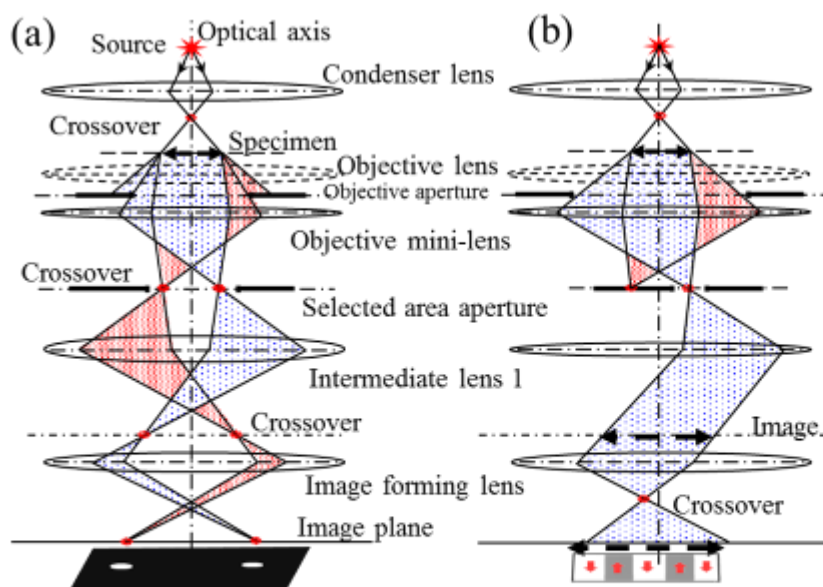 (a)
Optical axis
Source
Condenser lens
Crossover
Specimen
Objective lens
Objective aperture
Objective mini-lens
Crossover
Selected area aperture
Intermediate lens 1
Crossover
Image forming lens
Image plane
(b)
Image
Crossover